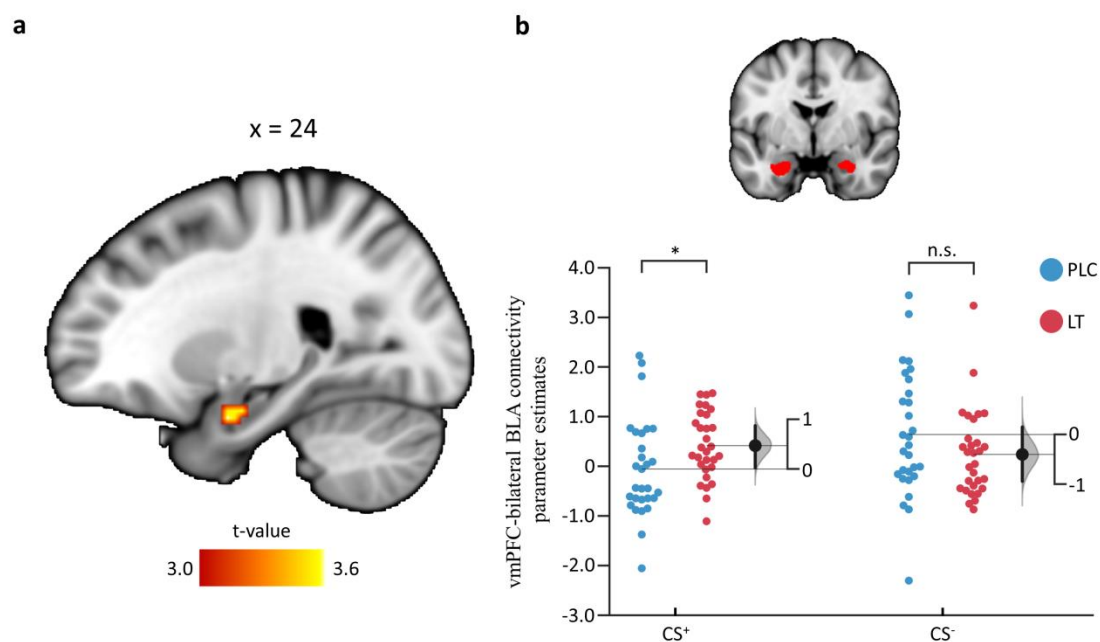 a
x = 24
t-value
3.0
3.6
b
vmPFC-bilateral BLA connectivity
parameter estimates
4.0
3.0
2.0
1.0
0
-1.0
-2.0
-3.0
*
n.s.
PLC
LT
1
0
0
-1
CS⁺
CS⁻